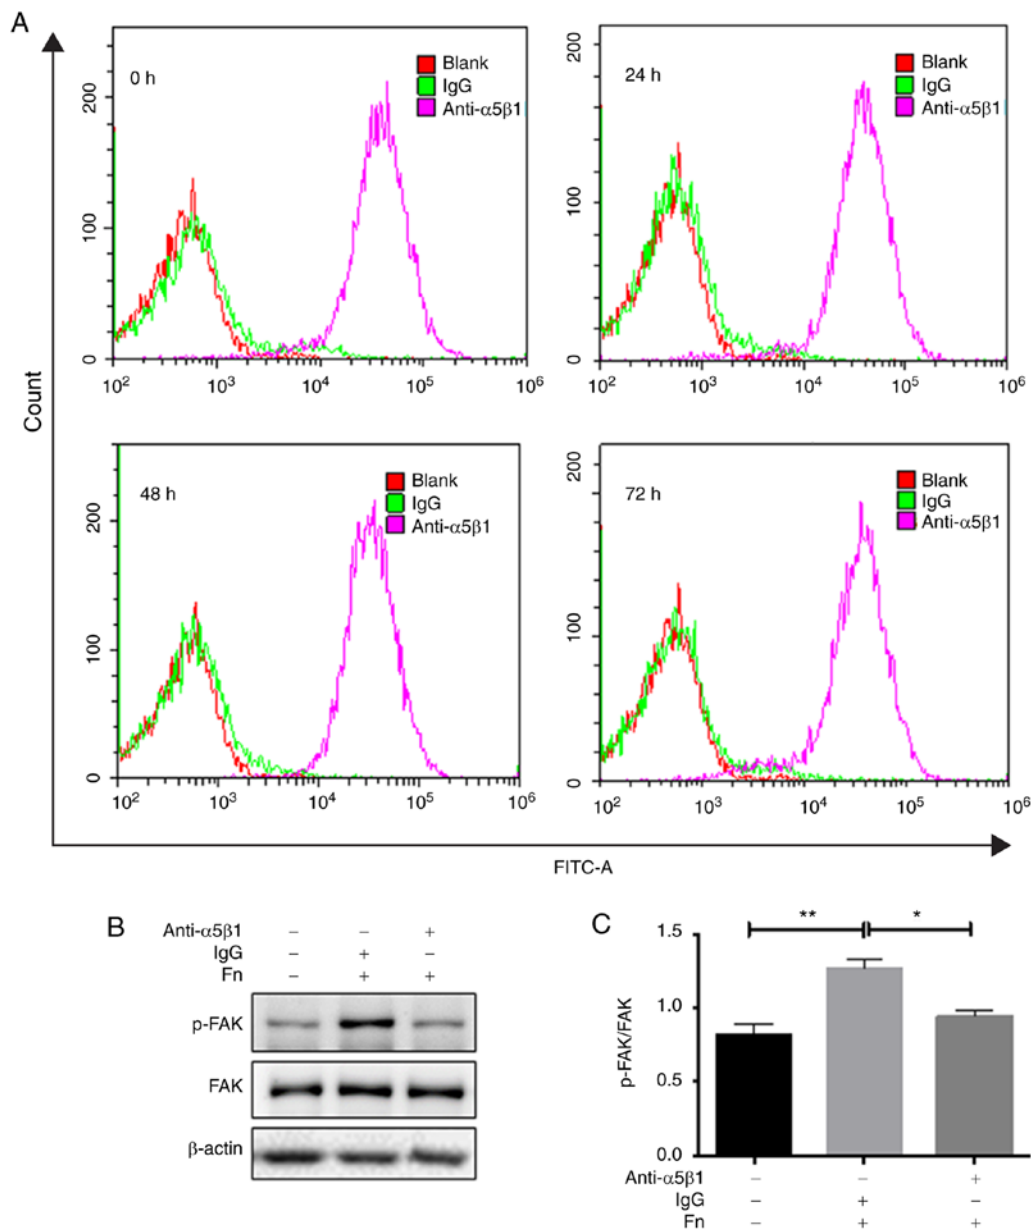 A
0 h
Blank
IgG
Anti-α5β1
200
100
0
10² 10³ 10⁴ 10⁵ 10⁶
24 h
Blank
IgG
Anti-α5β1
200
100
0
10² 10³ 10⁴ 10⁵ 10⁶
Count
48 h
Blank
IgG
Anti-α5β1
200
100
0
10² 10³ 10⁴ 10⁵ 10⁶
72 h
Blank
IgG
Anti-α5β1
200
100
0
10² 10³ 10⁴ 10⁵ 10⁶
FITC-A
B
Anti-α5β1 – – +
IgG – + –
Fn – + +
p-FAK
FAK
β-actin
C
** *
p-FAK/FAK
1.5
1.0
0.5
0.0
Anti-α5β1 – – +
IgG – + –
Fn – + +